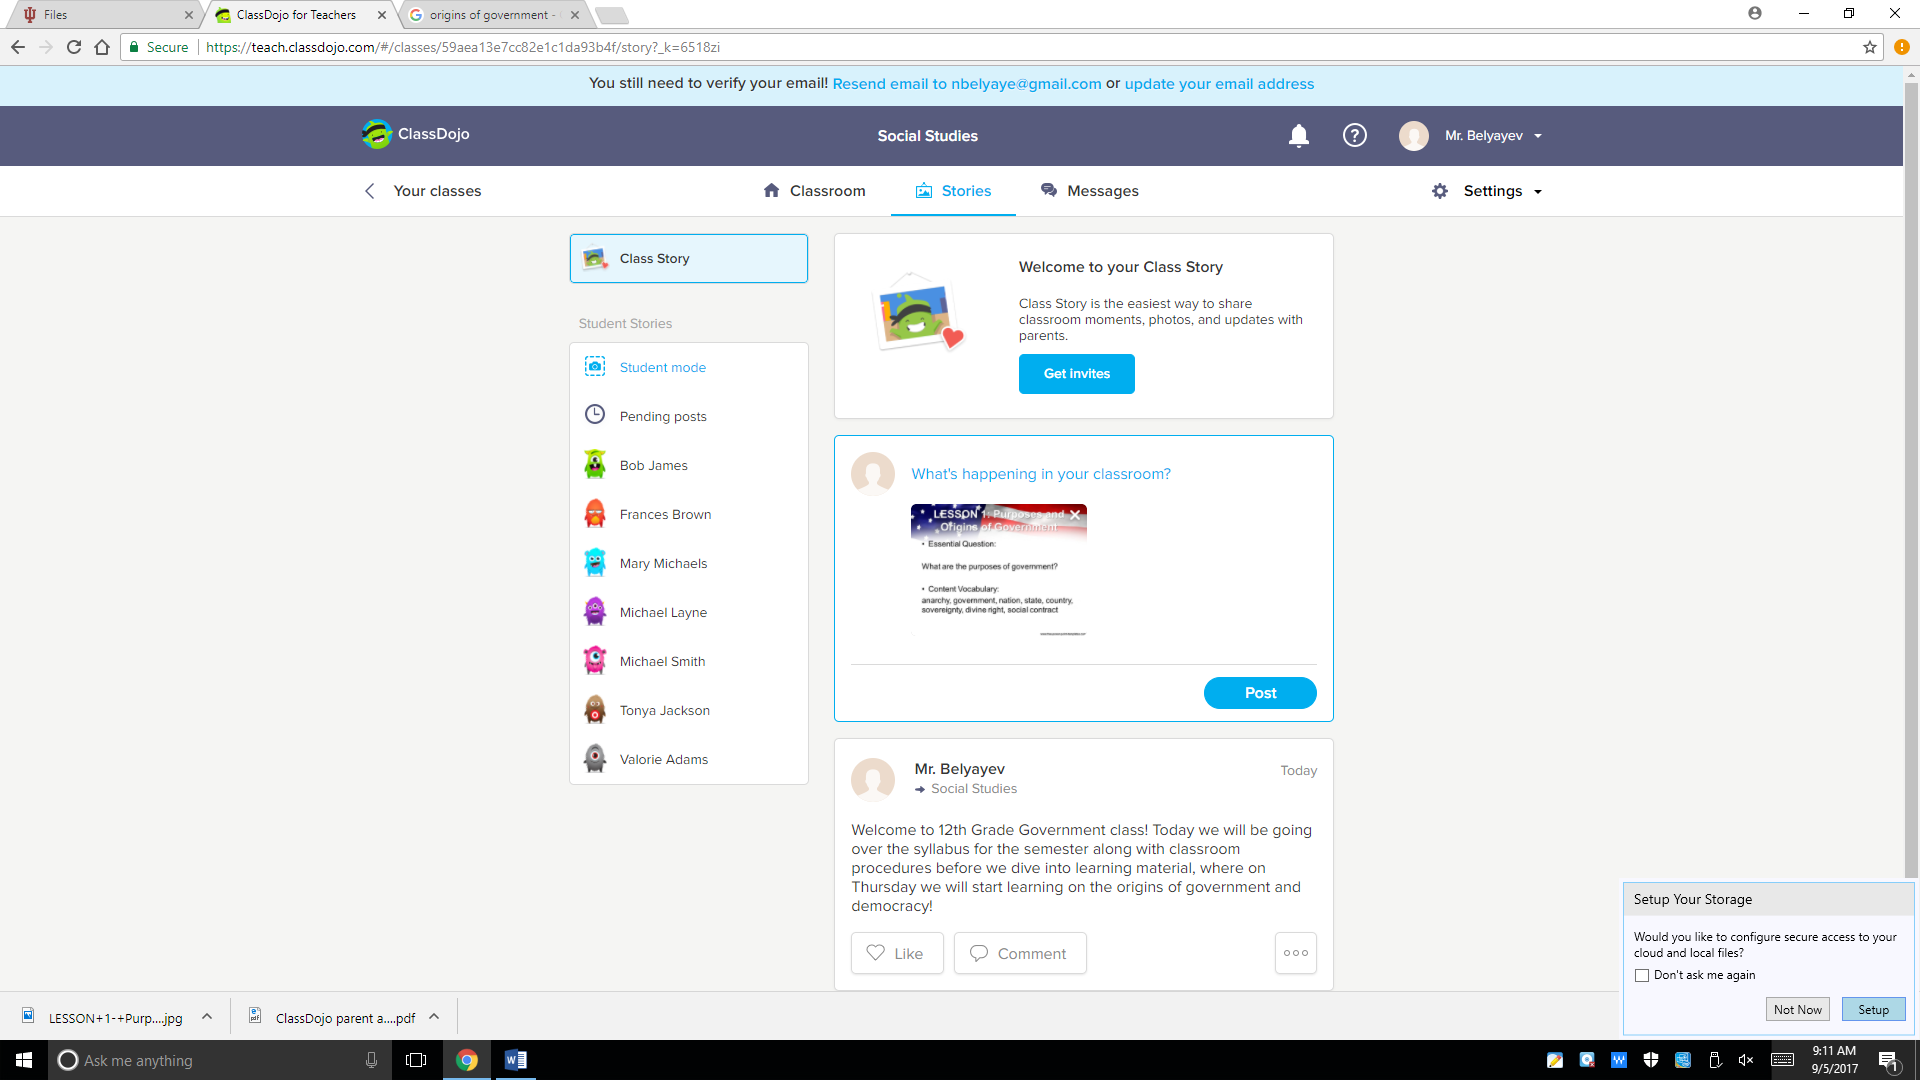 Files
ClassDojo for Teachers
origins of government -
Secure
https://teach.classdojo.com/#/classes/59aea13e7cc82e1c1da93b4f/story?_k=6518zi
You still need to verify your email! Resend email to nbelyaye@gmail.com or update your email address
ClassDojo
Social Studies
Mr. Belyayev
Your classes
Classroom
Stories
Messages
Settings
Class Story
Student Stories
Student mode
Pending posts
Bob James
Frances Brown
Mary Michaels
Michael Layne
Michael Smith
Tonya Jackson
Valorie Adams
Welcome to your Class Story
Class Story is the easiest way to share
classroom moments, photos, and updates with
parents.
Get invites
What's happening in your classroom?
LESSON 1: Purposes and
Origins of Government
• Essential Question:
What are the purposes of government?
• Content Vocabulary:
anarchy, government, nation, state, country,
sovereignty, divine right, social contract
Post
Mr. Belyayev
Today
Social Studies
Welcome to 12th Grade Government class! Today we will be going
over the syllabus for the semester along with classroom
procedures before we dive into learning material, where on
Thursday we will start learning on the origins of government and
democracy!
Like
Comment
Setup Your Storage
Would you like to configure secure access to your
cloud and local files?
Don't ask me again
Not Now
Setup
LESSON+1-+Purp....jpg
ClassDojo parent a....pdf
Ask me anything
9:11 AM
9/5/2017
1